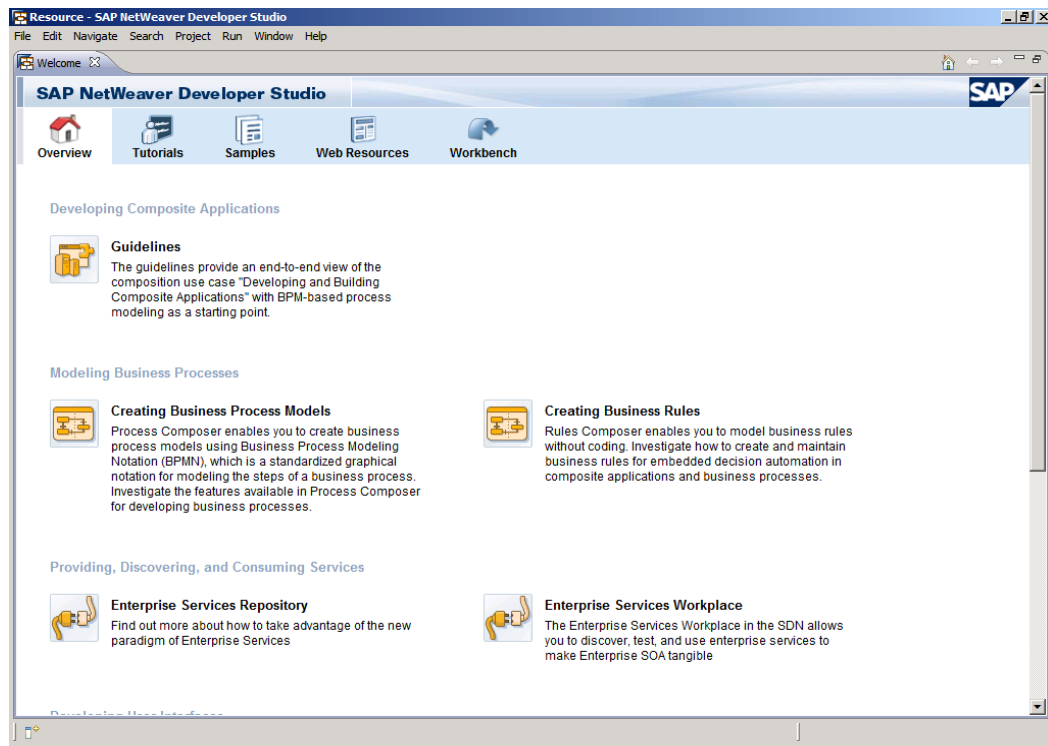 Resource - SAP NetWeaver Developer Studio
File Edit Navigate Search Project Run Window Help
Welcome
SAP NetWeaver Developer Studio
SAP
Overview Tutorials Samples Web Resources Workbench
Developing Composite Applications
Guidelines
The guidelines provide an end-to-end view of the
composition use case "Developing and Building
Composite Applications" with BPM-based process
modeling as a starting point.
Modeling Business Processes
Creating Business Process Models
Process Composer enables you to create business
process models using Business Process Modeling
Notation (BPMN), which is a standardized graphical
notation for modeling the steps of a business process.
Investigate the features available in Process Composer
for developing business processes.
Creating Business Rules
Rules Composer enables you to model business rules
without coding. Investigate how to create and maintain
business rules for embedded decision automation in
composite applications and business processes.
Providing, Discovering, and Consuming Services
Enterprise Services Repository
Find out more about how to take advantage of the new
paradigm of Enterprise Services
Enterprise Services Workplace
The Enterprise Services Workplace in the SDN allows
you to discover, test, and use enterprise services to
make Enterprise SOA tangible
Developing User Interfaces